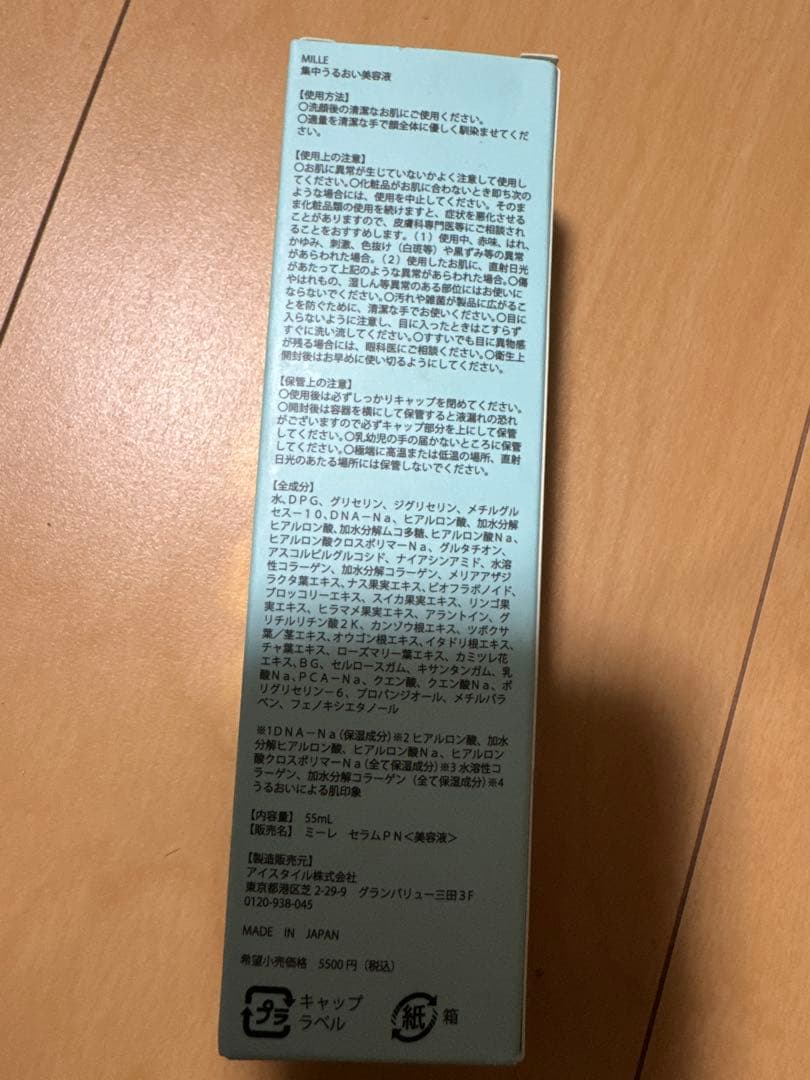 MILLE
集中うるおい美容液
【使用方法】
○洗顔後の清潔なお肌にご使用ください。
○適量を清潔な手で顔全体に優しく馴染ませてくだ
さい。
【使用上の注意】
○お肌に異常が生じていないかよく注意して使用し
てください。○化粧品がお肌に合わないとき即ち次の
ような場合には、使用を中止してください。そのま
ま化粧品類の使用を続けますと、症状を悪化させる
ことがありますので、皮膚科専門医等にご相談され
ることをおすすめします。（１）使用中、赤味、はれ、
かゆみ、刺激、色抜け（白斑等）や黒ずみ等の異常
があらわれた場合。（２）使用したお肌に、直射日光
があたって上記のような異常があらわれた場合。○傷
やはれもの、湿しん等異常のある部位にはお使いに
ならないでください。○汚れや雑菌が製品に広がるこ
とを防ぐために、清潔な手でお使いください。○目に
入らないように注意し、目に入ったときはこすらず
すぐに洗い流してください。○すすいでも目に異物感
が残る場合には、眼科医にご相談ください。○衛生上
開封後はお早めに使い切るようにしてください。
【保管上の注意】
○使用後は必ずしっかりキャップを閉めてください。
○開封後は容器を横にして保管すると液漏れの恐れ
がございますので必ずキャップ部分を上にして保管
してください。○乳幼児の手の届かないところに保管
してください。○極端に高温または低温の場所、直射
日光のあたる場所には保管しないでください。
【全成分】
水、ＤＰＧ、グリセリン、ジグリセリン、メチルグル
セス－１０、ＤＮＡ－Ｎａ、ヒアルロン酸、加水分解
ヒアルロン酸、加水分解ムコ多糖、ヒアルロン酸Ｎａ、
ヒアルロン酸クロスポリマーＮａ、グルタチオン、
アスコルビルグルコシド、ナイアシンアミド、水溶
性コラーゲン、加水分解コラーゲン、メリアアザジ
ラクタ葉エキス、ナス果実エキス、ビオフラボノイド、
ブロッコリーエキス、スイカ果実エキス、リンゴ果
実エキス、ヒラマメ果実エキス、アラントイン、グ
リチルリチン酸２Ｋ、カンゾウ根エキス、ツボクサ
葉／茎エキス、オウゴン根エキス、イタドリ根エキス、
チャ葉エキス、ローズマリー葉エキス、カミツレ花
エキス、ＢＧ、セルロースガム、キサンタンガム、乳
酸Ｎａ、ＰＣＡ－Ｎａ、クエン酸、クエン酸Ｎａ、ポ
リグリセリン－６、プロパンジオール、メチルパラ
ベン、フェノキシエタノール
※1ＤＮＡ－Ｎａ（保湿成分）※2 ヒアルロン酸、加水
分解ヒアルロン酸、ヒアルロン酸Ｎａ、ヒアルロン
酸クロスポリマーＮａ（全て保湿成分）※3 水溶性コ
ラーゲン、加水分解コラーゲン（全て保湿成分）※4
うるおいによる肌印象
【内容量】 55mL
【販売名】 ミーレ セラムＰＮ＜美容液＞
【製造販売元】
アイスタイル株式会社
東京都港区芝 2-29-9 グランバリュー三田３Ｆ
0120-938-045
MADE IN JAPAN
希望小売価格 5500円（税込）
プラ キャップ
ラベル
紙 箱